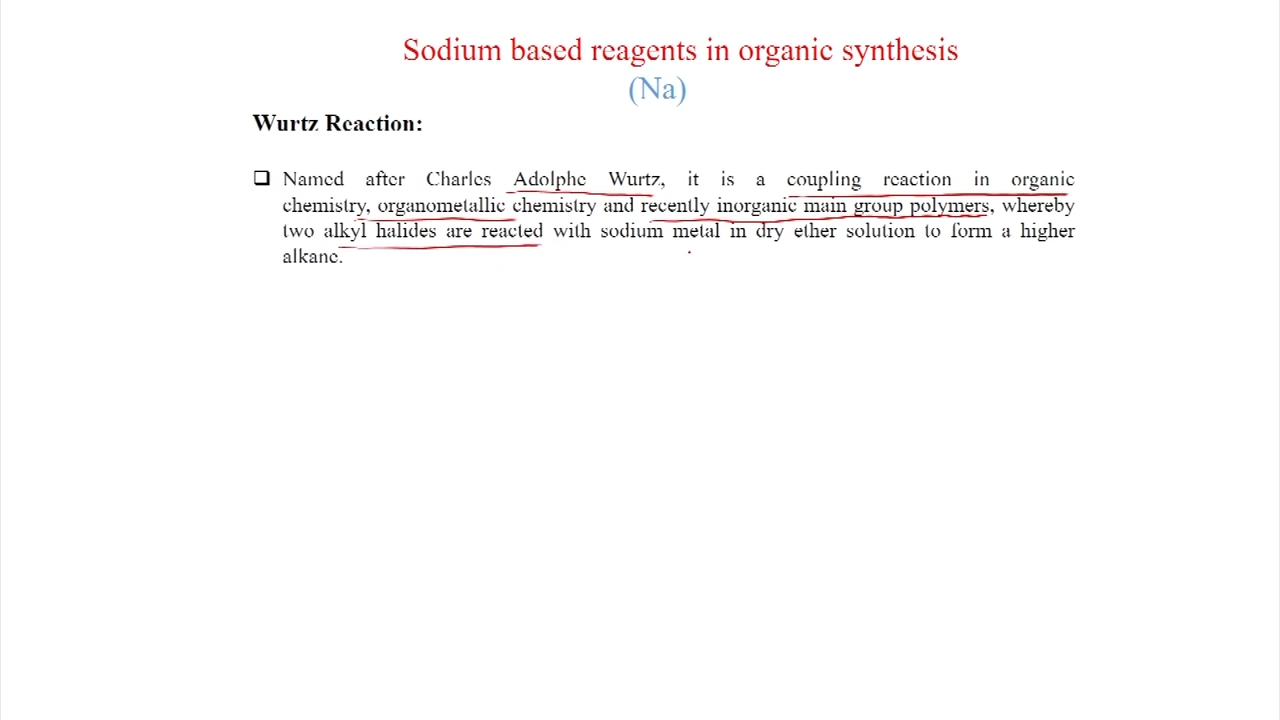 Sodium based reagents in organic synthesis
(Na)
Wurtz Reaction:
❑ Named after Charles Adolphe Wurtz, it is a coupling reaction in organic
chemistry, organometallic chemistry and recently inorganic main group polymers, whereby
two alkyl halides are reacted with sodium metal in dry ether solution to form a higher
alkane.